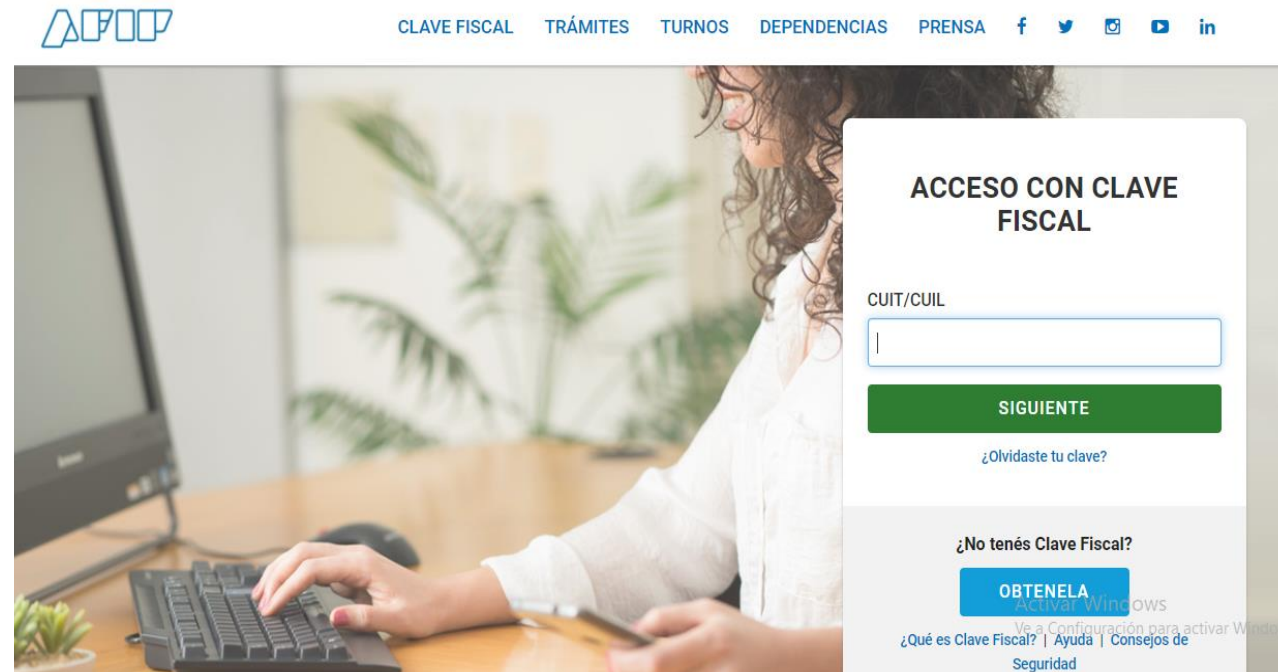 AFIP
CLAVE FISCAL TRÁMITES TURNOS DEPENDENCIAS PRENSA
ACCESO CON CLAVE
FISCAL
CUIT/CUIL
SIGUIENTE
¿Olvidaste tu clave?
¿No tenés Clave Fiscal?
OBTENELA
Activar Windows
Ve a Configuración para activar Windo
¿Qué es Clave Fiscal? | Ayuda | Consejos de
Seguridad